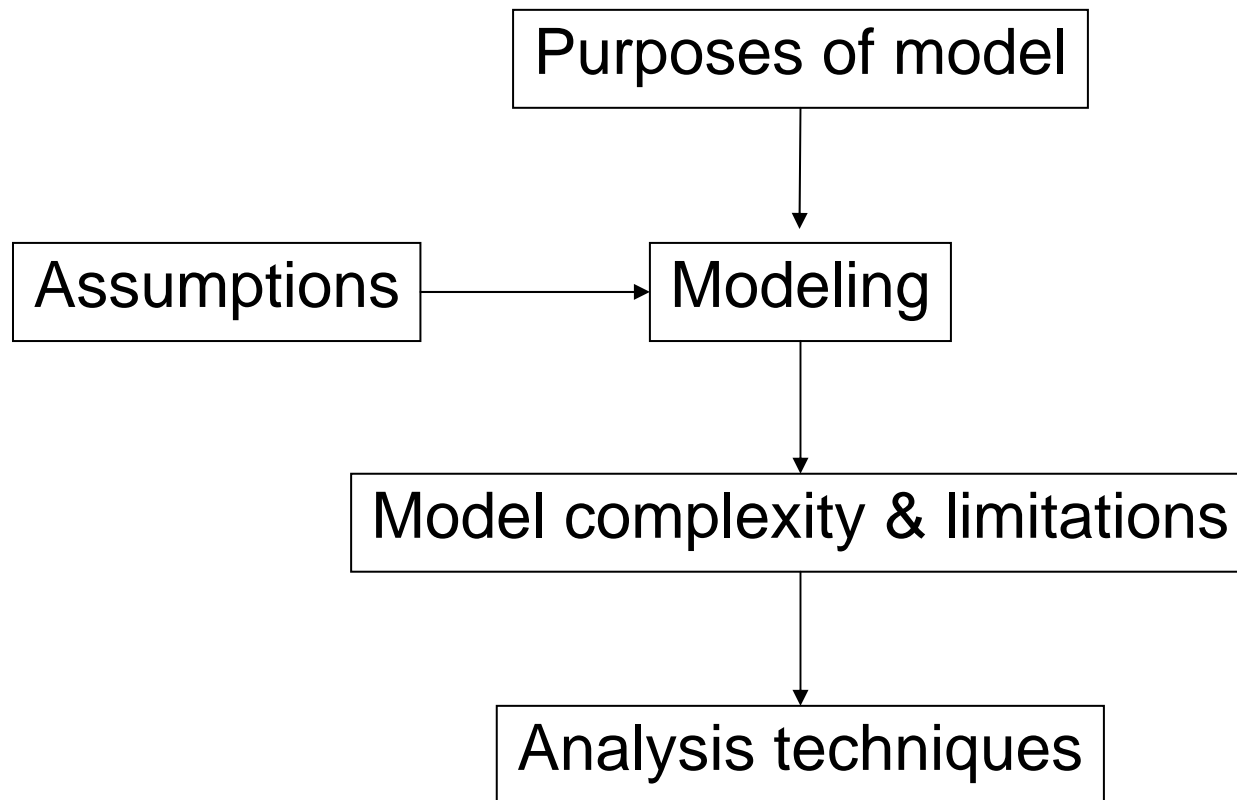 Purposes of model
Assumptions
Modeling
Model complexity & limitations
Analysis techniques